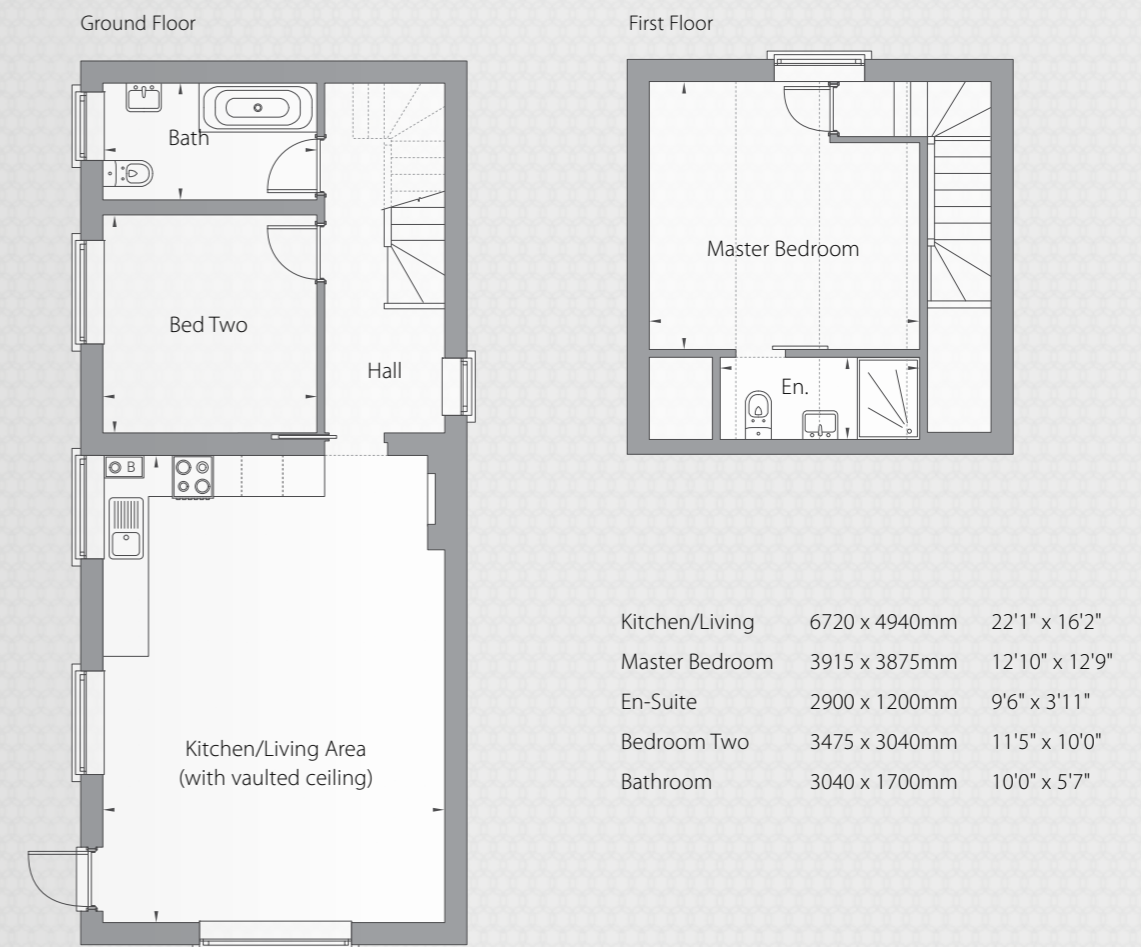 Ground Floor
First Floor
Bath
Bed Two
Hall
B
Kitchen/Living Area
(with vaulted ceiling)
Master Bedroom
En.
Kitchen/Living 6720 x 4940mm 22'1" x 16'2"
Master Bedroom 3915 x 3875mm 12'10" x 12'9"
En-Suite 2900 x 1200mm 9'6" x 3'11"
Bedroom Two 3475 x 3040mm 11'5" x 10'0"
Bathroom 3040 x 1700mm 10'0" x 5'7"